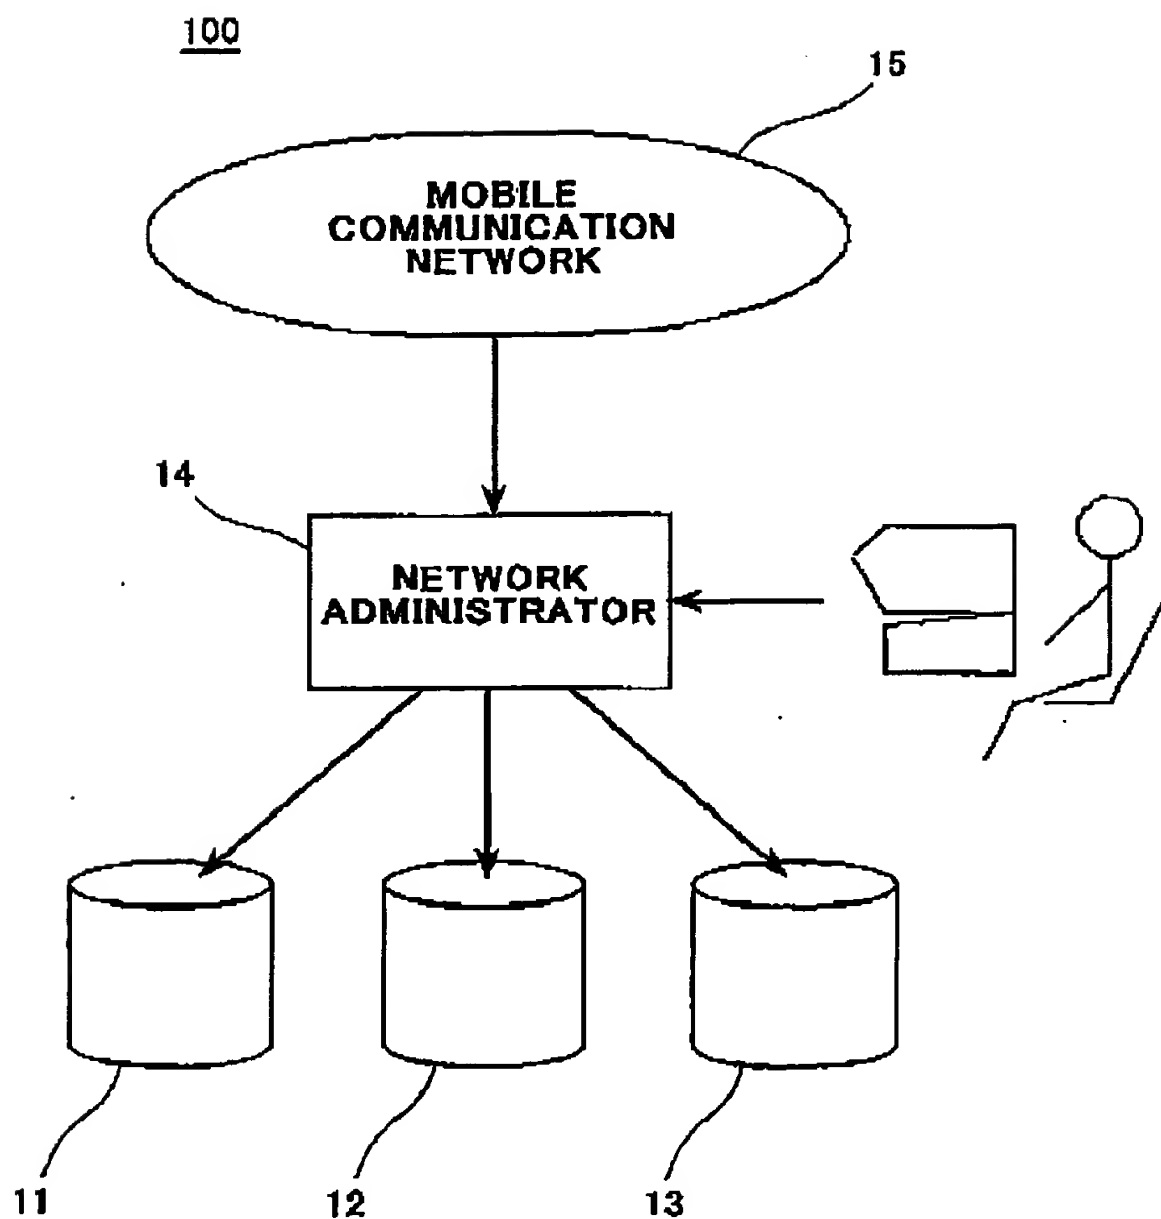 100
15
MOBILE
COMMUNICATION
NETWORK
14
NETWORK
ADMINISTRATOR
11
12
13